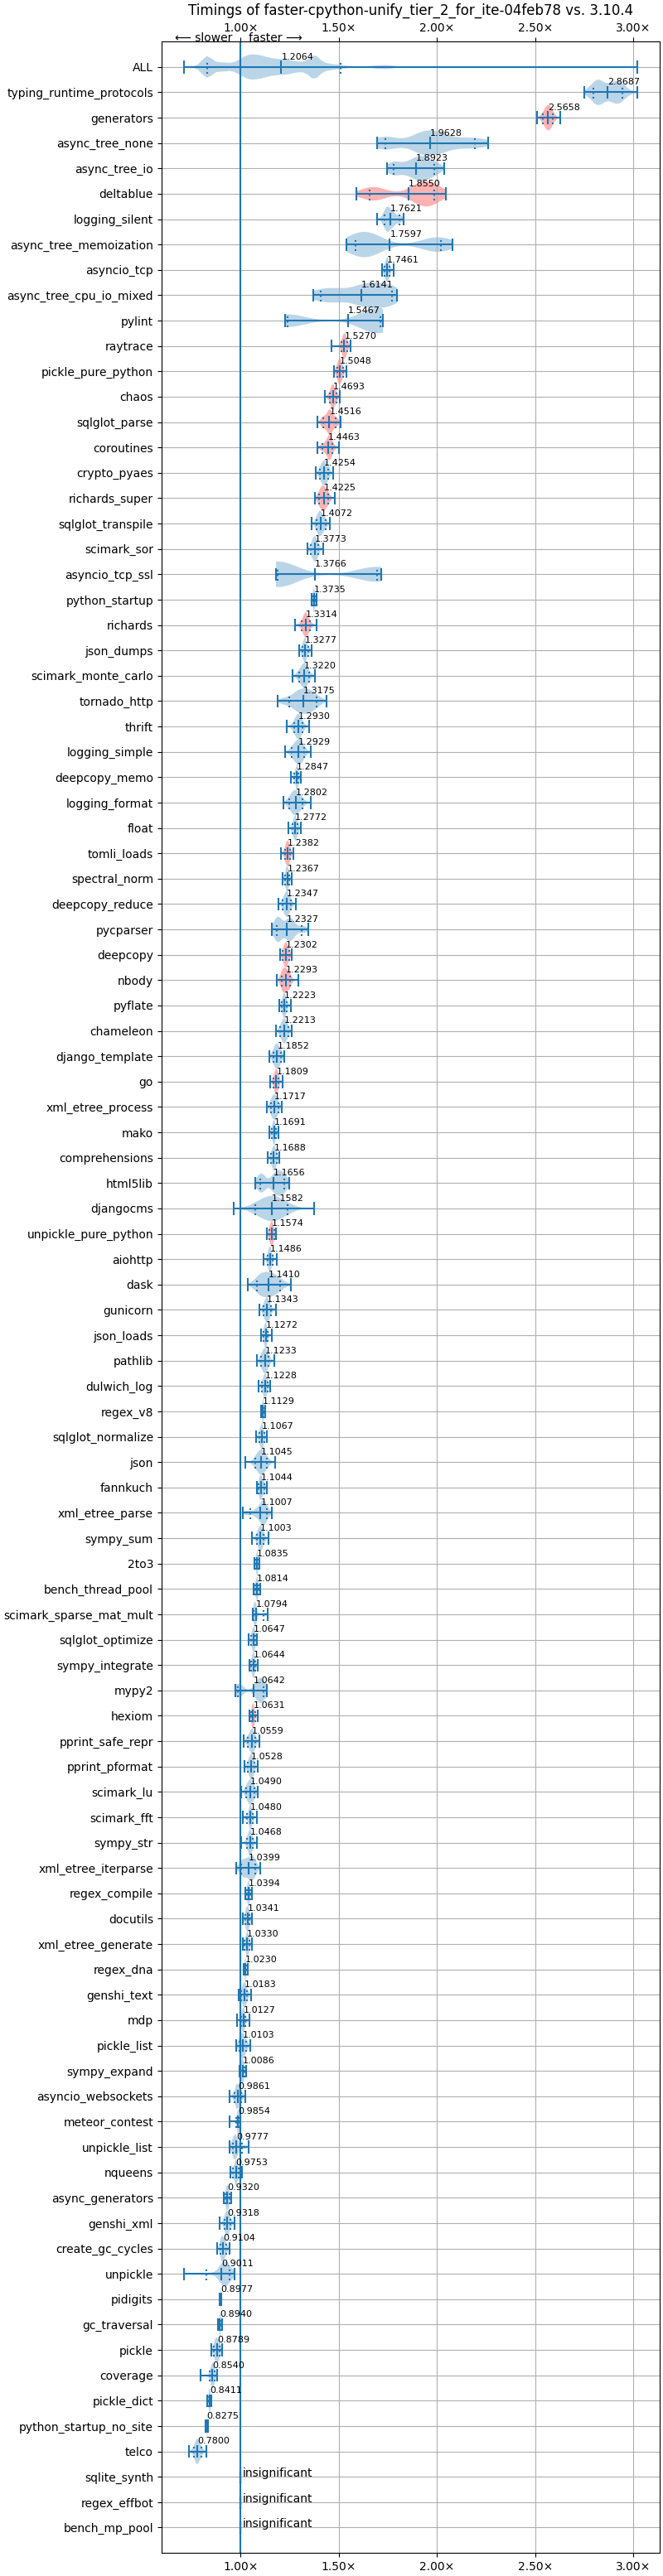 Timings of faster-cpython-unify_tier_2_for_ite-04feb78 vs. 3.10.4
1.00× 1.50× 2.00× 2.50× 3.00×
⟵ slower faster ⟶
ALL 1.2064
typing_runtime_protocols 2.8687
generators 2.5658
async_tree_none 1.9628
async_tree_io 1.8923
deltablue 1.8550
logging_silent 1.7621
async_tree_memoization 1.7597
asyncio_tcp 1.7461
async_tree_cpu_io_mixed 1.6141
pylint 1.5467
raytrace 1.5270
pickle_pure_python 1.5048
chaos 1.4693
sqlglot_parse 1.4516
coroutines 1.4463
crypto_pyaes 1.4254
richards_super 1.4225
sqlglot_transpile 1.4072
scimark_sor 1.3773
asyncio_tcp_ssl 1.3766
python_startup 1.3735
richards 1.3314
json_dumps 1.3277
scimark_monte_carlo 1.3220
tornado_http 1.3175
thrift 1.2930
logging_simple 1.2929
deepcopy_memo 1.2847
logging_format 1.2802
float 1.2772
tomli_loads 1.2382
spectral_norm 1.2367
deepcopy_reduce 1.2347
pycparser 1.2327
deepcopy 1.2302
nbody 1.2293
pyflate 1.2223
chameleon 1.2213
django_template 1.1852
go 1.1809
xml_etree_process 1.1717
mako 1.1691
comprehensions 1.1688
html5lib 1.1656
djangocms 1.1582
unpickle_pure_python 1.1574
aiohttp 1.1486
dask 1.1410
gunicorn 1.1343
json_loads 1.1272
pathlib 1.1233
dulwich_log 1.1228
regex_v8 1.1129
sqlglot_normalize 1.1067
json 1.1045
fannkuch 1.1044
xml_etree_parse 1.1007
sympy_sum 1.1003
2to3 1.0835
bench_thread_pool 1.0814
scimark_sparse_mat_mult 1.0794
sqlglot_optimize 1.0647
sympy_integrate 1.0644
mypy2 1.0642
hexiom 1.0631
pprint_safe_repr 1.0559
pprint_pformat 1.0528
scimark_lu 1.0490
scimark_fft 1.0480
sympy_str 1.0468
xml_etree_iterparse 1.0399
regex_compile 1.0394
docutils 1.0341
xml_etree_generate 1.0330
regex_dna 1.0230
genshi_text 1.0183
mdp 1.0127
pickle_list 1.0103
sympy_expand 1.0086
asyncio_websockets 0.9861
meteor_contest 0.9854
unpickle_list 0.9777
nqueens 0.9753
async_generators 0.9320
genshi_xml 0.9318
create_gc_cycles 0.9104
unpickle 0.9011
pidigits 0.8977
gc_traversal 0.8940
pickle 0.8789
coverage 0.8540
pickle_dict 0.8411
python_startup_no_site 0.8275
telco 0.7800
sqlite_synth insignificant
regex_effbot insignificant
bench_mp_pool insignificant
1.00× 1.50× 2.00× 2.50× 3.00×